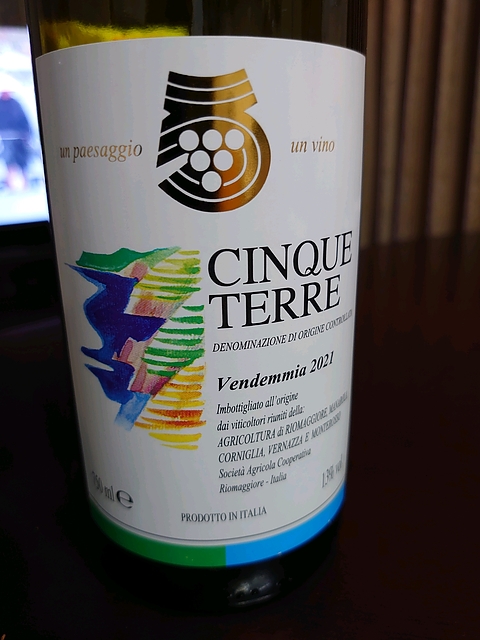 un paesaggio
un vino
CINQUE
TERRE
DENOMINAZIONE DI ORIGINE CONTROLLATA
Vendemmia 2021
Imbottigliato all'origine
dai viticoltori riuniti della:
AGRICOLTURA di RIOMAGGIORE, MANAROLA,
CORNIGLIA, VERNAZZA E MONTEROSSO
Società Agricola Cooperativa
Riomaggiore - Italia
ml e
13% vol
PRODOTTO IN ITALIA